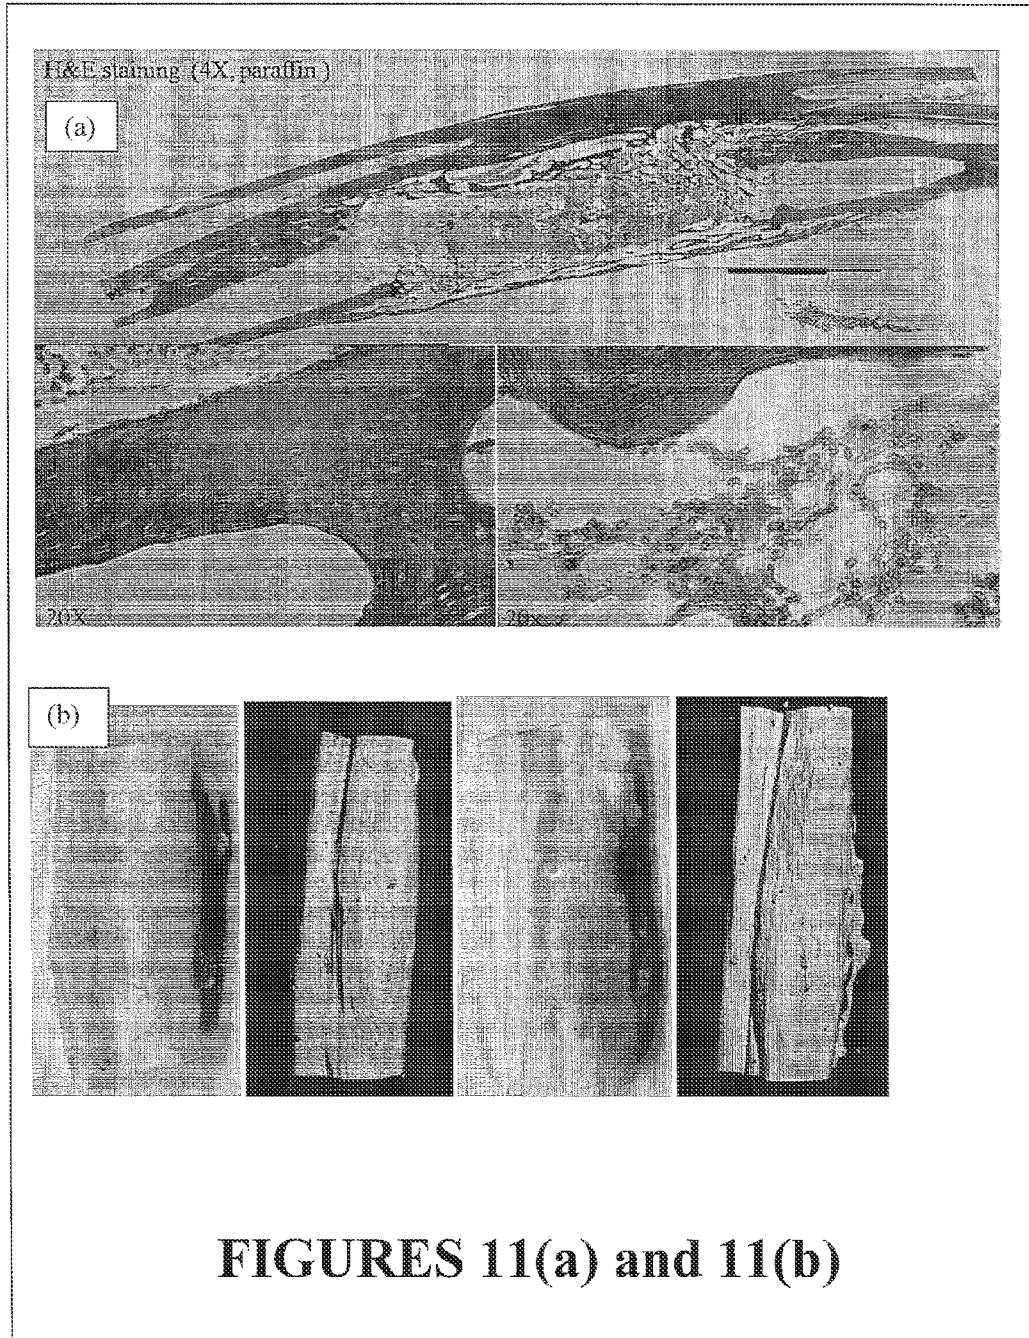 H&E staining (4X, paraffin )
(a)
20X
20x
(b)
FIGURES 11(a) and 11(b)